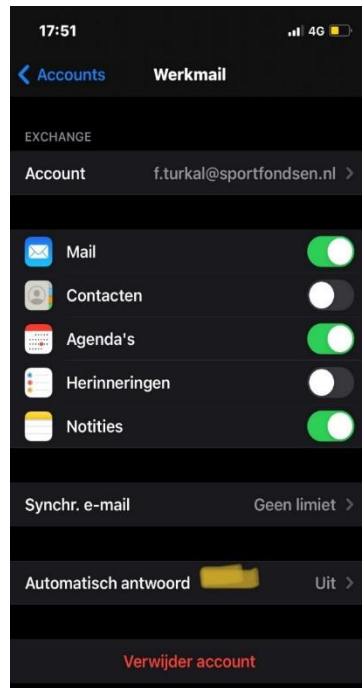 17:51
4G
Accounts
Werkmail
EXCHANGE
Account f.turkal@sportfondsen.nl
Mail
Contacten
Agenda's
Herinneringen
Notities
Synchr. e-mail Geen limiet
Automatisch antwoord Uit
Verwijder account